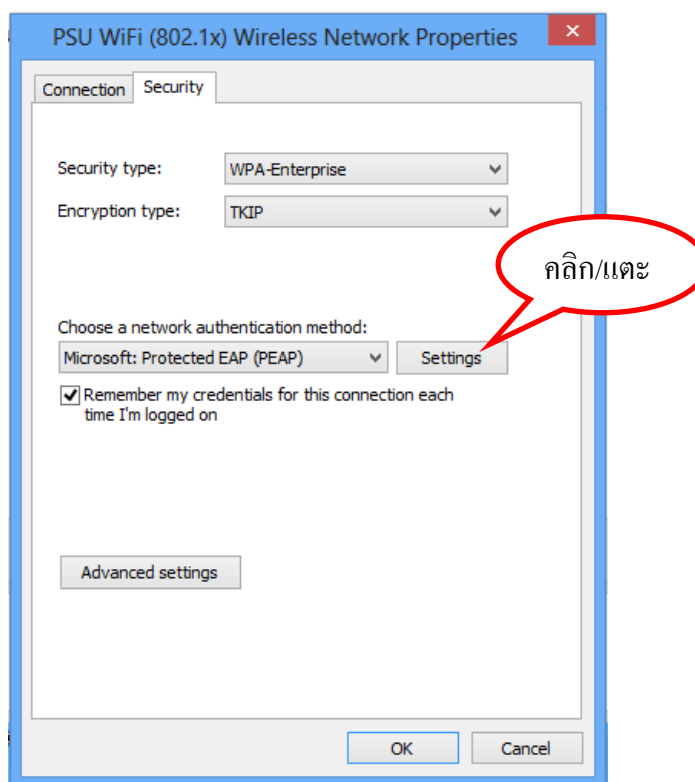 PSU WiFi (802.1x) Wireless Network Properties
Connection
Security
Security type:
WPA-Enterprise
Encryption type:
TKIP
คลิก/แตะ
Choose a network authentication method:
Microsoft: Protected EAP (PEAP)
Settings
Remember my credentials for this connection each
time I'm logged on
Advanced settings
OK
Cancel